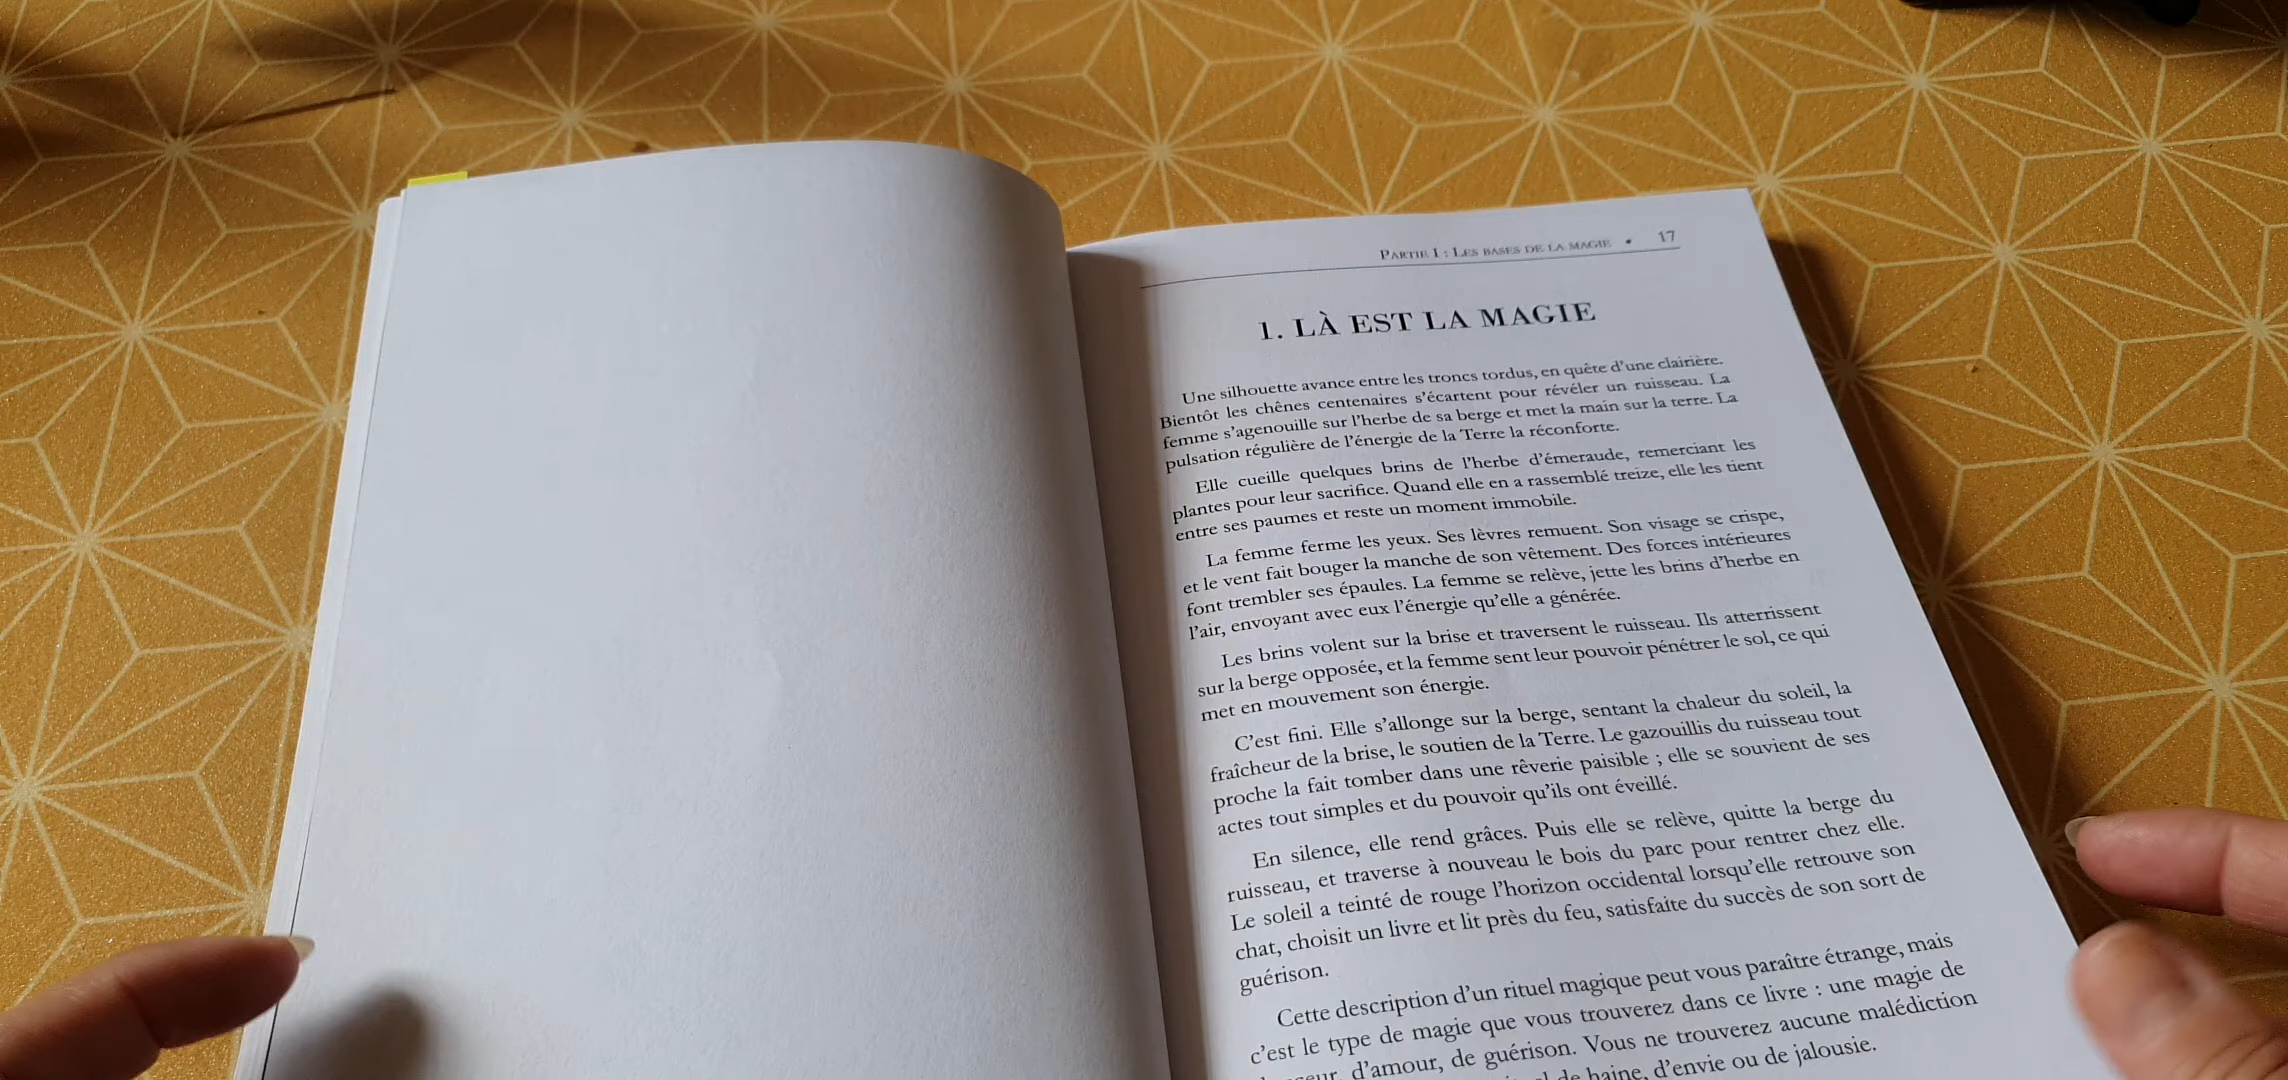 PARTIE I : LES BASES DE LA MAGIE • 17
1. LÀ EST LA MAGIE
Une silhouette avance entre les troncs tordus, en quête d'une clairière.
Bientôt les chênes centenaires s'écartent pour révéler un ruisseau. La
femme s'agenouille sur l'herbe de sa berge et met la main sur la terre. La
pulsation régulière de l'énergie de la Terre la réconforte.
Elle cueille quelques brins de l'herbe d'émeraude, remerciant les
plantes pour leur sacrifice. Quand elle en a rassemblé treize, elle les tient
entre ses paumes et reste un moment immobile.
La femme ferme les yeux. Ses lèvres remuent. Son visage se crispe,
et le vent fait bouger la manche de son vêtement. Des forces intérieures
font trembler ses épaules. La femme se relève, jette les brins d'herbe en
l'air, envoyant avec eux l'énergie qu'elle a générée.
Les brins volent sur la brise et traversent le ruisseau. Ils atterrissent
sur la berge opposée, et la femme sent leur pouvoir pénétrer le sol, ce qui
met en mouvement son énergie.
C'est fini. Elle s'allonge sur la berge, sentant la chaleur du soleil, la
fraîcheur de la brise, le soutien de la Terre. Le gazouillis du ruisseau tout
proche la fait tomber dans une rêverie paisible ; elle se souvient de ses
actes tout simples et du pouvoir qu'ils ont éveillé.
En silence, elle rend grâces. Puis elle se relève, quitte la berge du
ruisseau, et traverse à nouveau le bois du parc pour rentrer chez elle.
Le soleil a teinté de rouge l'horizon occidental lorsqu'elle retrouve son
chat, choisit un livre et lit près du feu, satisfaite du succès de son sort de
guérison.
Cette description d'un rituel magique peut vous paraître étrange, mais
c'est le type de magie que vous trouverez dans ce livre : une magie de
d'amour, de guérison. Vous ne trouverez aucune malédiction
de haine, d'envie ou de jalousie.